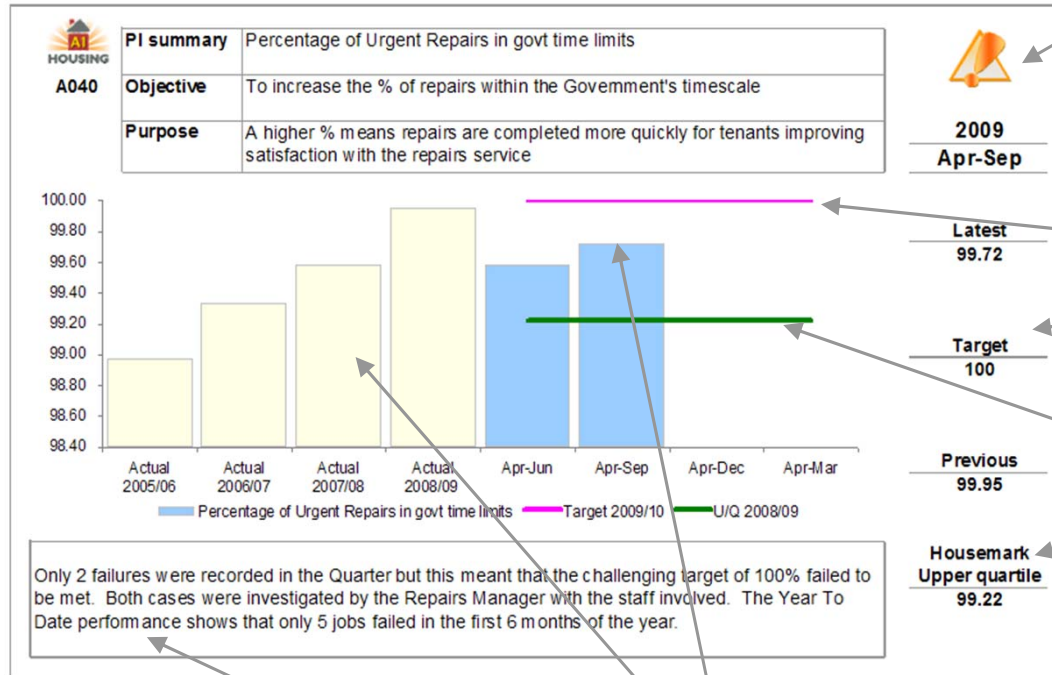 A1
HOUSING
A040
PI summary Percentage of Urgent Repairs in govt time limits
Objective To increase the % of repairs within the Government's timescale
Purpose A higher % means repairs are completed more quickly for tenants improving
satisfaction with the repairs service
2009
Apr-Sep
Latest
99.72
Target
100
Previous
99.95
Housemark
Upper quartile
99.22
100.00
99.80
99.60
99.40
99.20
99.00
98.80
98.60
98.40
Actual 2005/06
Actual 2006/07
Actual 2007/08
Actual 2008/09
Apr-Jun
Apr-Sep
Apr-Dec
Apr-Mar
Percentage of Urgent Repairs in govt time limits Target 2009/10 U/Q 2008/09
Only 2 failures were recorded in the Quarter but this meant that the challenging target of 100% failed to
be met. Both cases were investigated by the Repairs Manager with the staff involved. The Year To
Date performance shows that only 5 jobs failed in the first 6 months of the year.